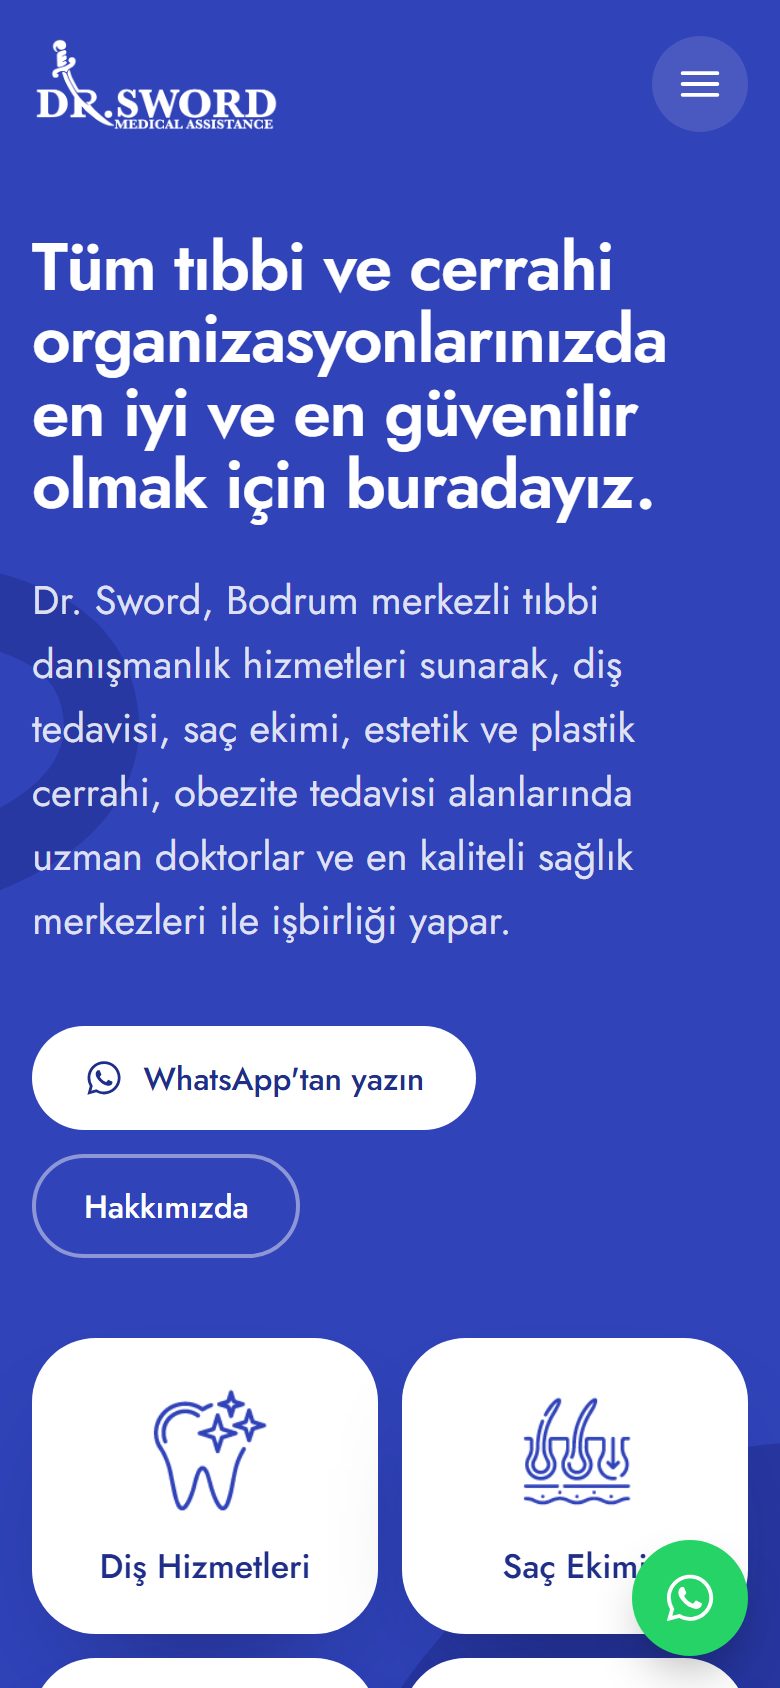 DR.SWORD
MEDICAL ASSISTANCE
Tüm tıbbi ve cerrahi
organizasyonlarınızda
en iyi ve en güvenilir
olmak için buradayız.
Dr. Sword, Bodrum merkezli tıbbi
danışmanlık hizmetleri sunarak, diş
tedavisi, saç ekimi, estetik ve plastik
cerrahi, obezite tedavisi alanlarında
uzman doktorlar ve en kaliteli sağlık
merkezleri ile işbirliği yapar.
WhatsApp'tan yazın
Hakkımızda
Diş Hizmetleri
Saç Ekimi